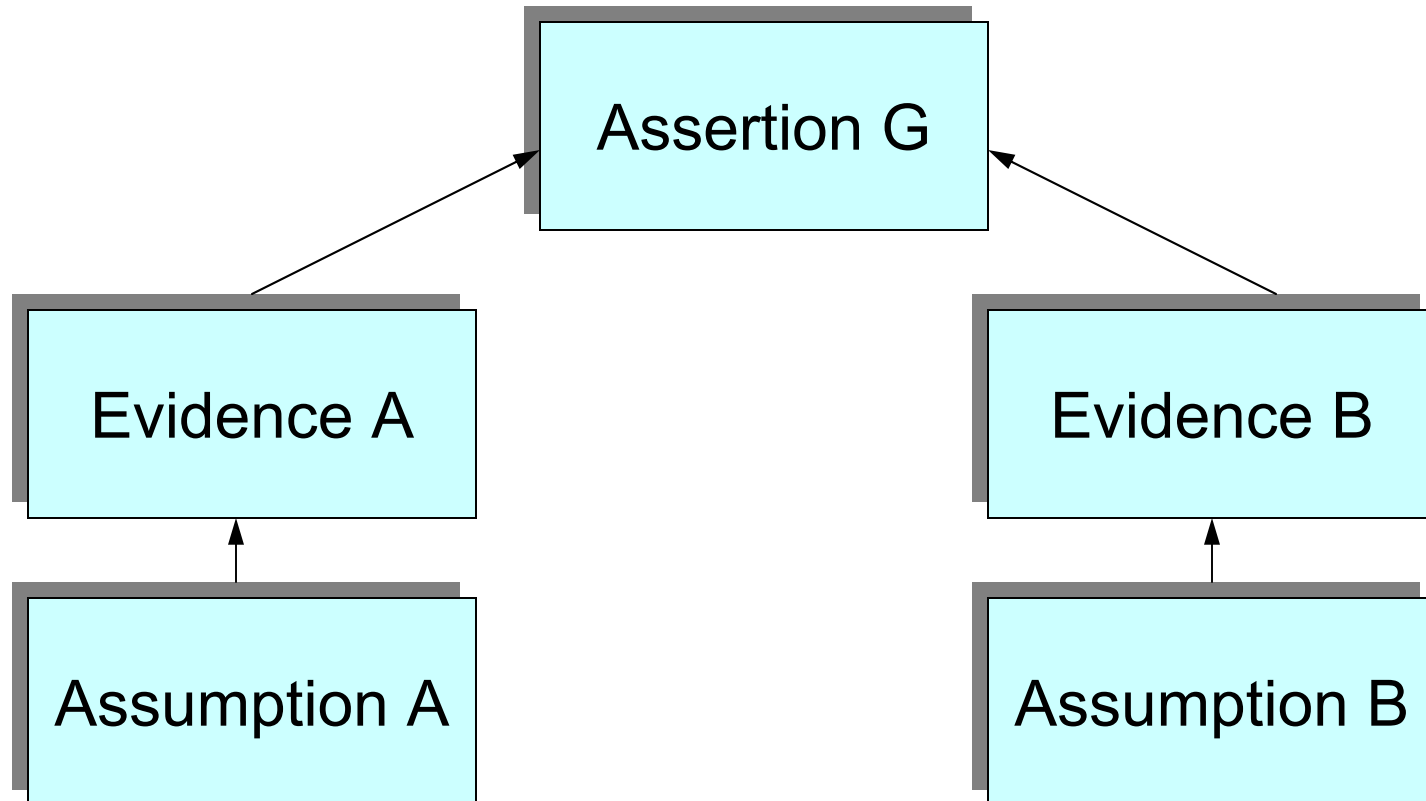 Assertion G
Evidence A
Evidence B
Assumption A
Assumption B